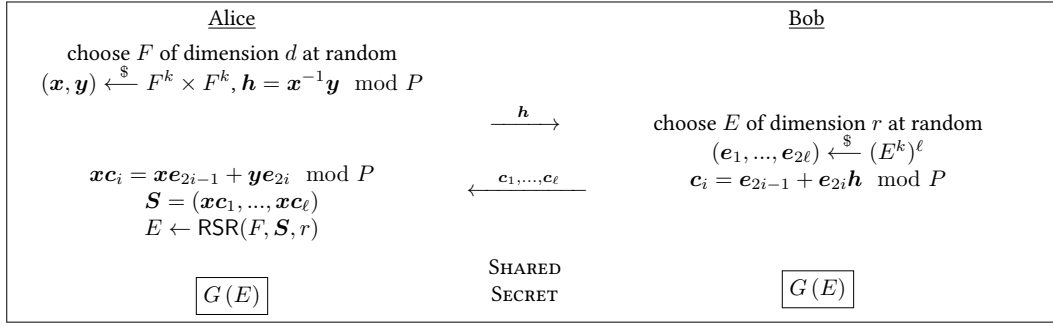 Alice Bob
choose F of dimension d at random
(x, y) ←$ F^k × F^k, h = x^{-1}y mod P
h
choose E of dimension r at random
(e_1, ..., e_{2ℓ}) ←$ (E^k)^ℓ
xc_i = xe_{2i−1} + ye_{2i} mod P
c_1,...,c_ℓ
c_i = e_{2i−1} + e_{2i}h mod P
S = (xc_1, ..., xc_ℓ)
E ← RSR(F, S, r)
SHARED
SECRET
G (E) G (E)